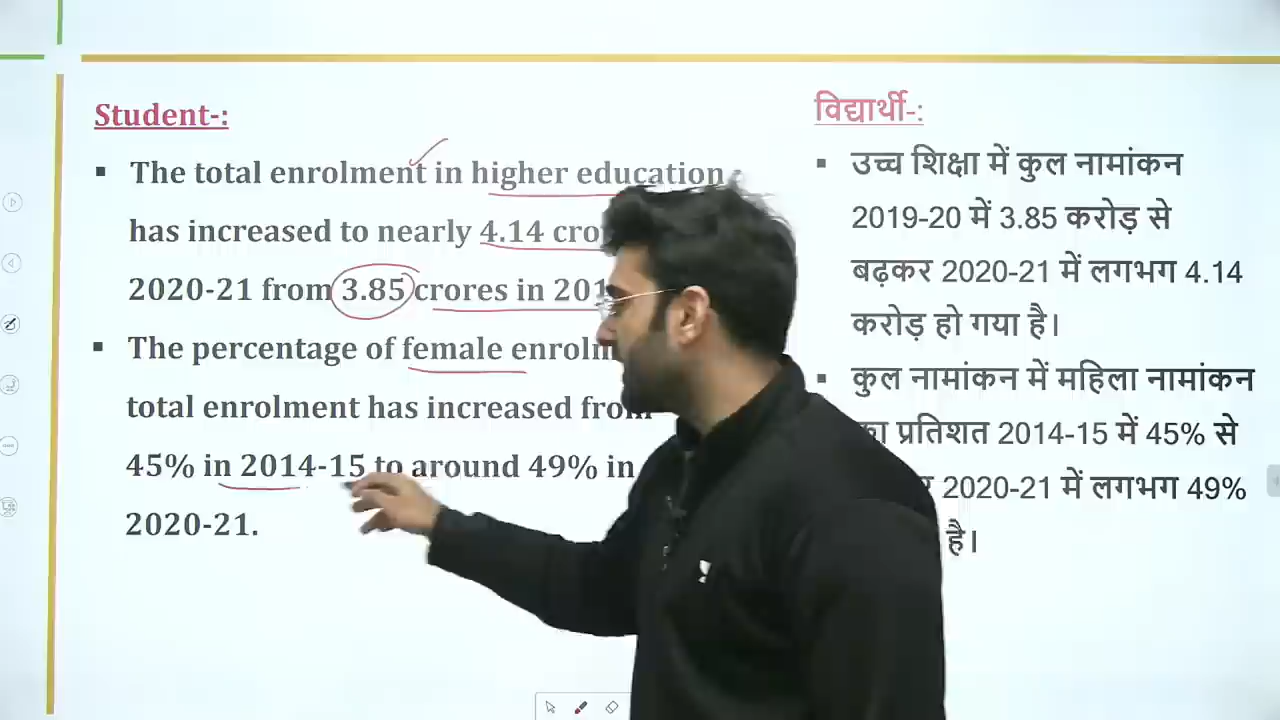 Student-:
▪ The total enrolment in higher education
has increased to nearly 4.14
2020-21 from 3.85 crores in
▪ The percentage of female
total enrolment has increased from
45% in 2014-15 to around 49% in
2020-21.
विद्यार्थी-:
▪ उच्च शिक्षा में कुल नामांकन
2019-20 में 3.85 करोड़ से
बढ़कर 2020-21 में लगभग 4.14
करोड़ हो गया है।
▪ कुल नामांकन में महिला नामांकन
का प्रतिशत 2014-15 में 45% से
2020-21 में लगभग 49%
है।